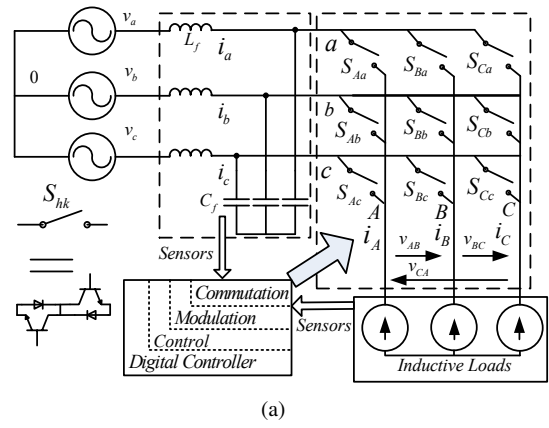 v_a
L_f
i_a
a
S_Aa
S_Ba
S_Ca
0
v_b
i_b
b
S_Ab
S_Bb
S_Cb
v_c
i_c
c
S_Ac
S_Bc
S_Cc
C_f
A
B
C
i_A
i_B
i_C
v_AB
v_BC
v_CA
S_hk
Sensors
Commutation
Modulation
Control
Digital Controller
Sensors
Inductive Loads
(a)